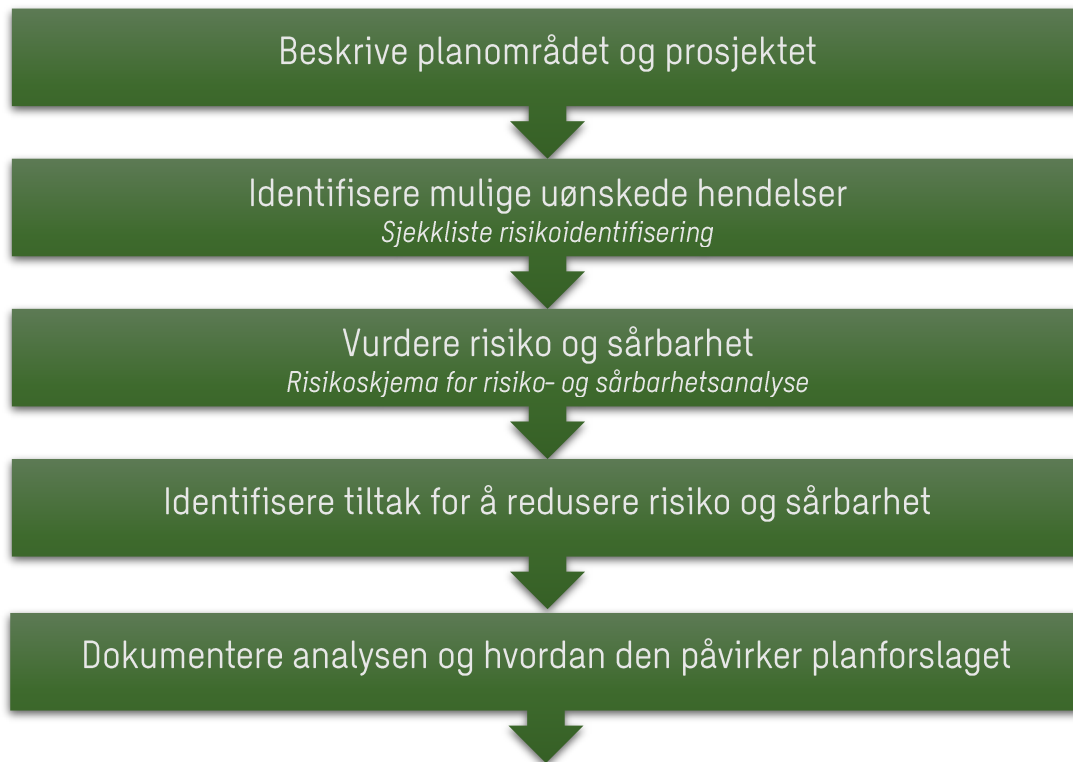 Beskrive planområdet og prosjektet
Identifisere mulige uønskede hendelser
Sjekkliste risikoidentifisering
Vurdere risiko og sårbarhet
Risikoskjema for risiko- og sårbarhetsanalyse
Identifisere tiltak for å redusere risiko og sårbarhet
Dokumentere analysen og hvordan den påvirker planforslaget